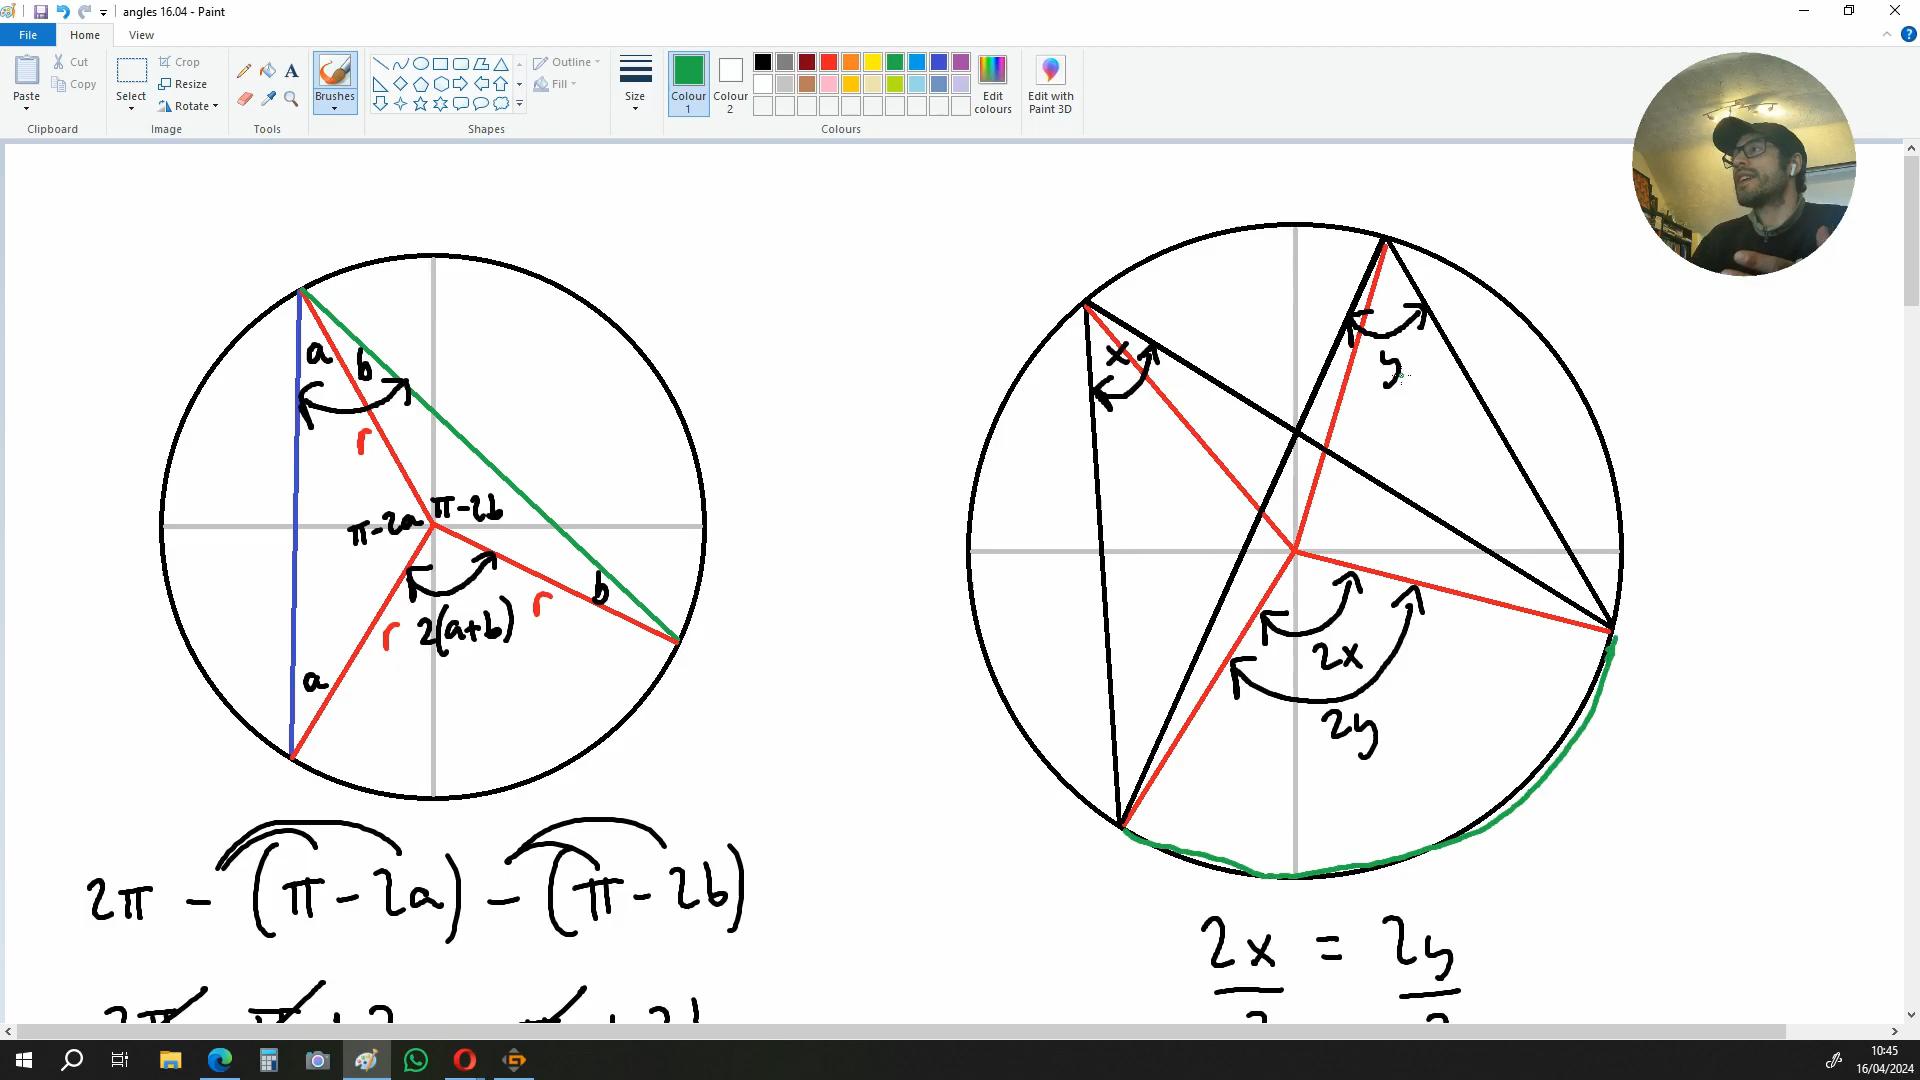 angles 16.04 - Paint
File Home View
Paste
Cut
Copy
Clipboard
Select
Crop
Resize
Rotate
Image
A
Tools
Brushes
Outline
Fill
Shapes
Size
Colour 1
Colour 2
Edit colours
Colours
Edit with Paint 3D
a
b
r
π-2a
π-2b
r
2(a+b)
r
b
a
2π - (π - 2a) - (π - 2b)
x
y
2x
2y
2x = 2y
10:45
16/04/2024